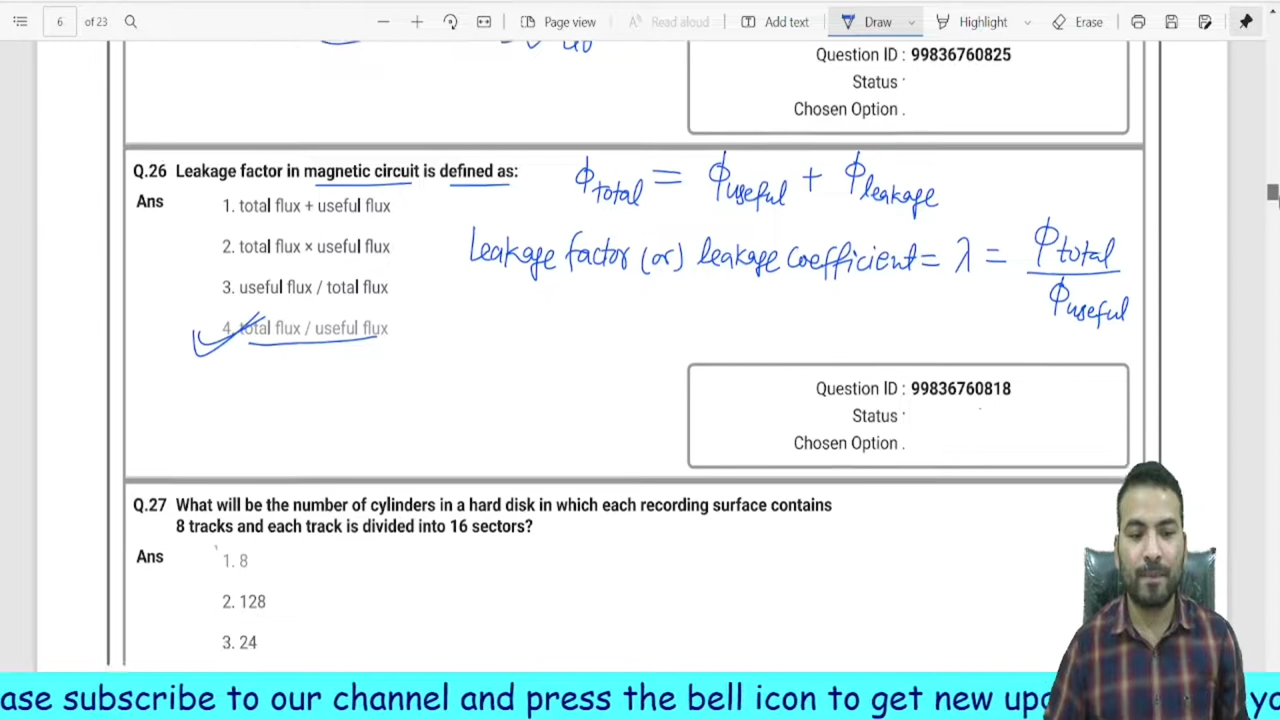 6 of 23 Page view Read aloud Add text Draw Highlight Erase
Question ID : 99836760825
Status
Chosen Option .
Q.26 Leakage factor in magnetic circuit is defined as:
Ans
1. total flux + useful flux
2. total flux × useful flux
3. useful flux / total flux
4. total flux / useful flux
ϕtotal = ϕuseful + ϕleakage
Leakage factor (or) leakage coefficient = λ = ϕtotal
ϕuseful
Question ID : 99836760818
Status
Chosen Option .
Q.27 What will be the number of cylinders in a hard disk in which each recording surface contains
8 tracks and each track is divided into 16 sectors?
Ans
1. 8
2. 128
3. 24
ase subscribe to our channel and press the bell icon to get new up